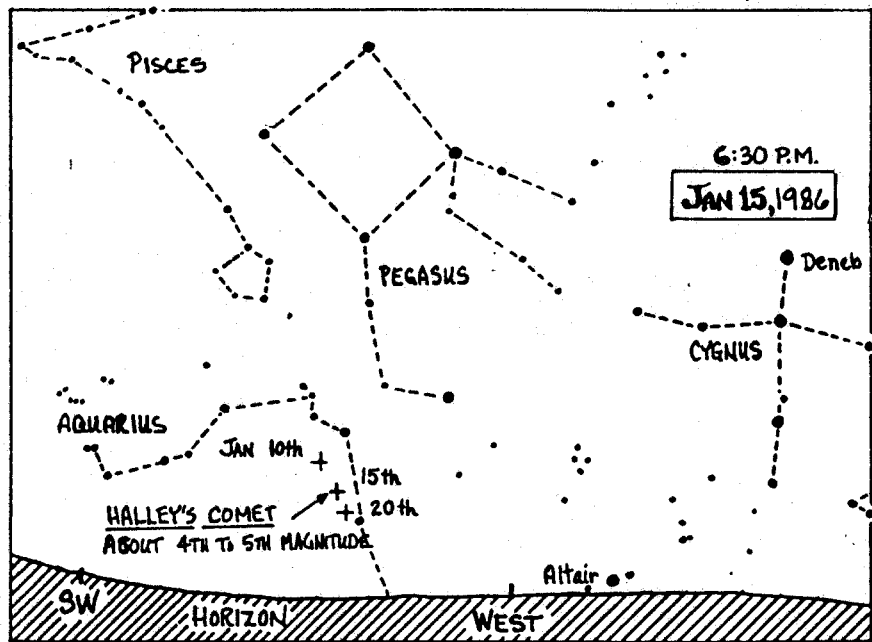 PISCES
6:30 P.M.
JAN 15, 1986
Deneb
PEGASUS
CYGNUS
AQUARIUS
JAN 10th
15th
20th
HALLEY'S COMET
ABOUT 4TH TO 5TH MAGNITUDE
Altair
SW
HORIZON
WEST